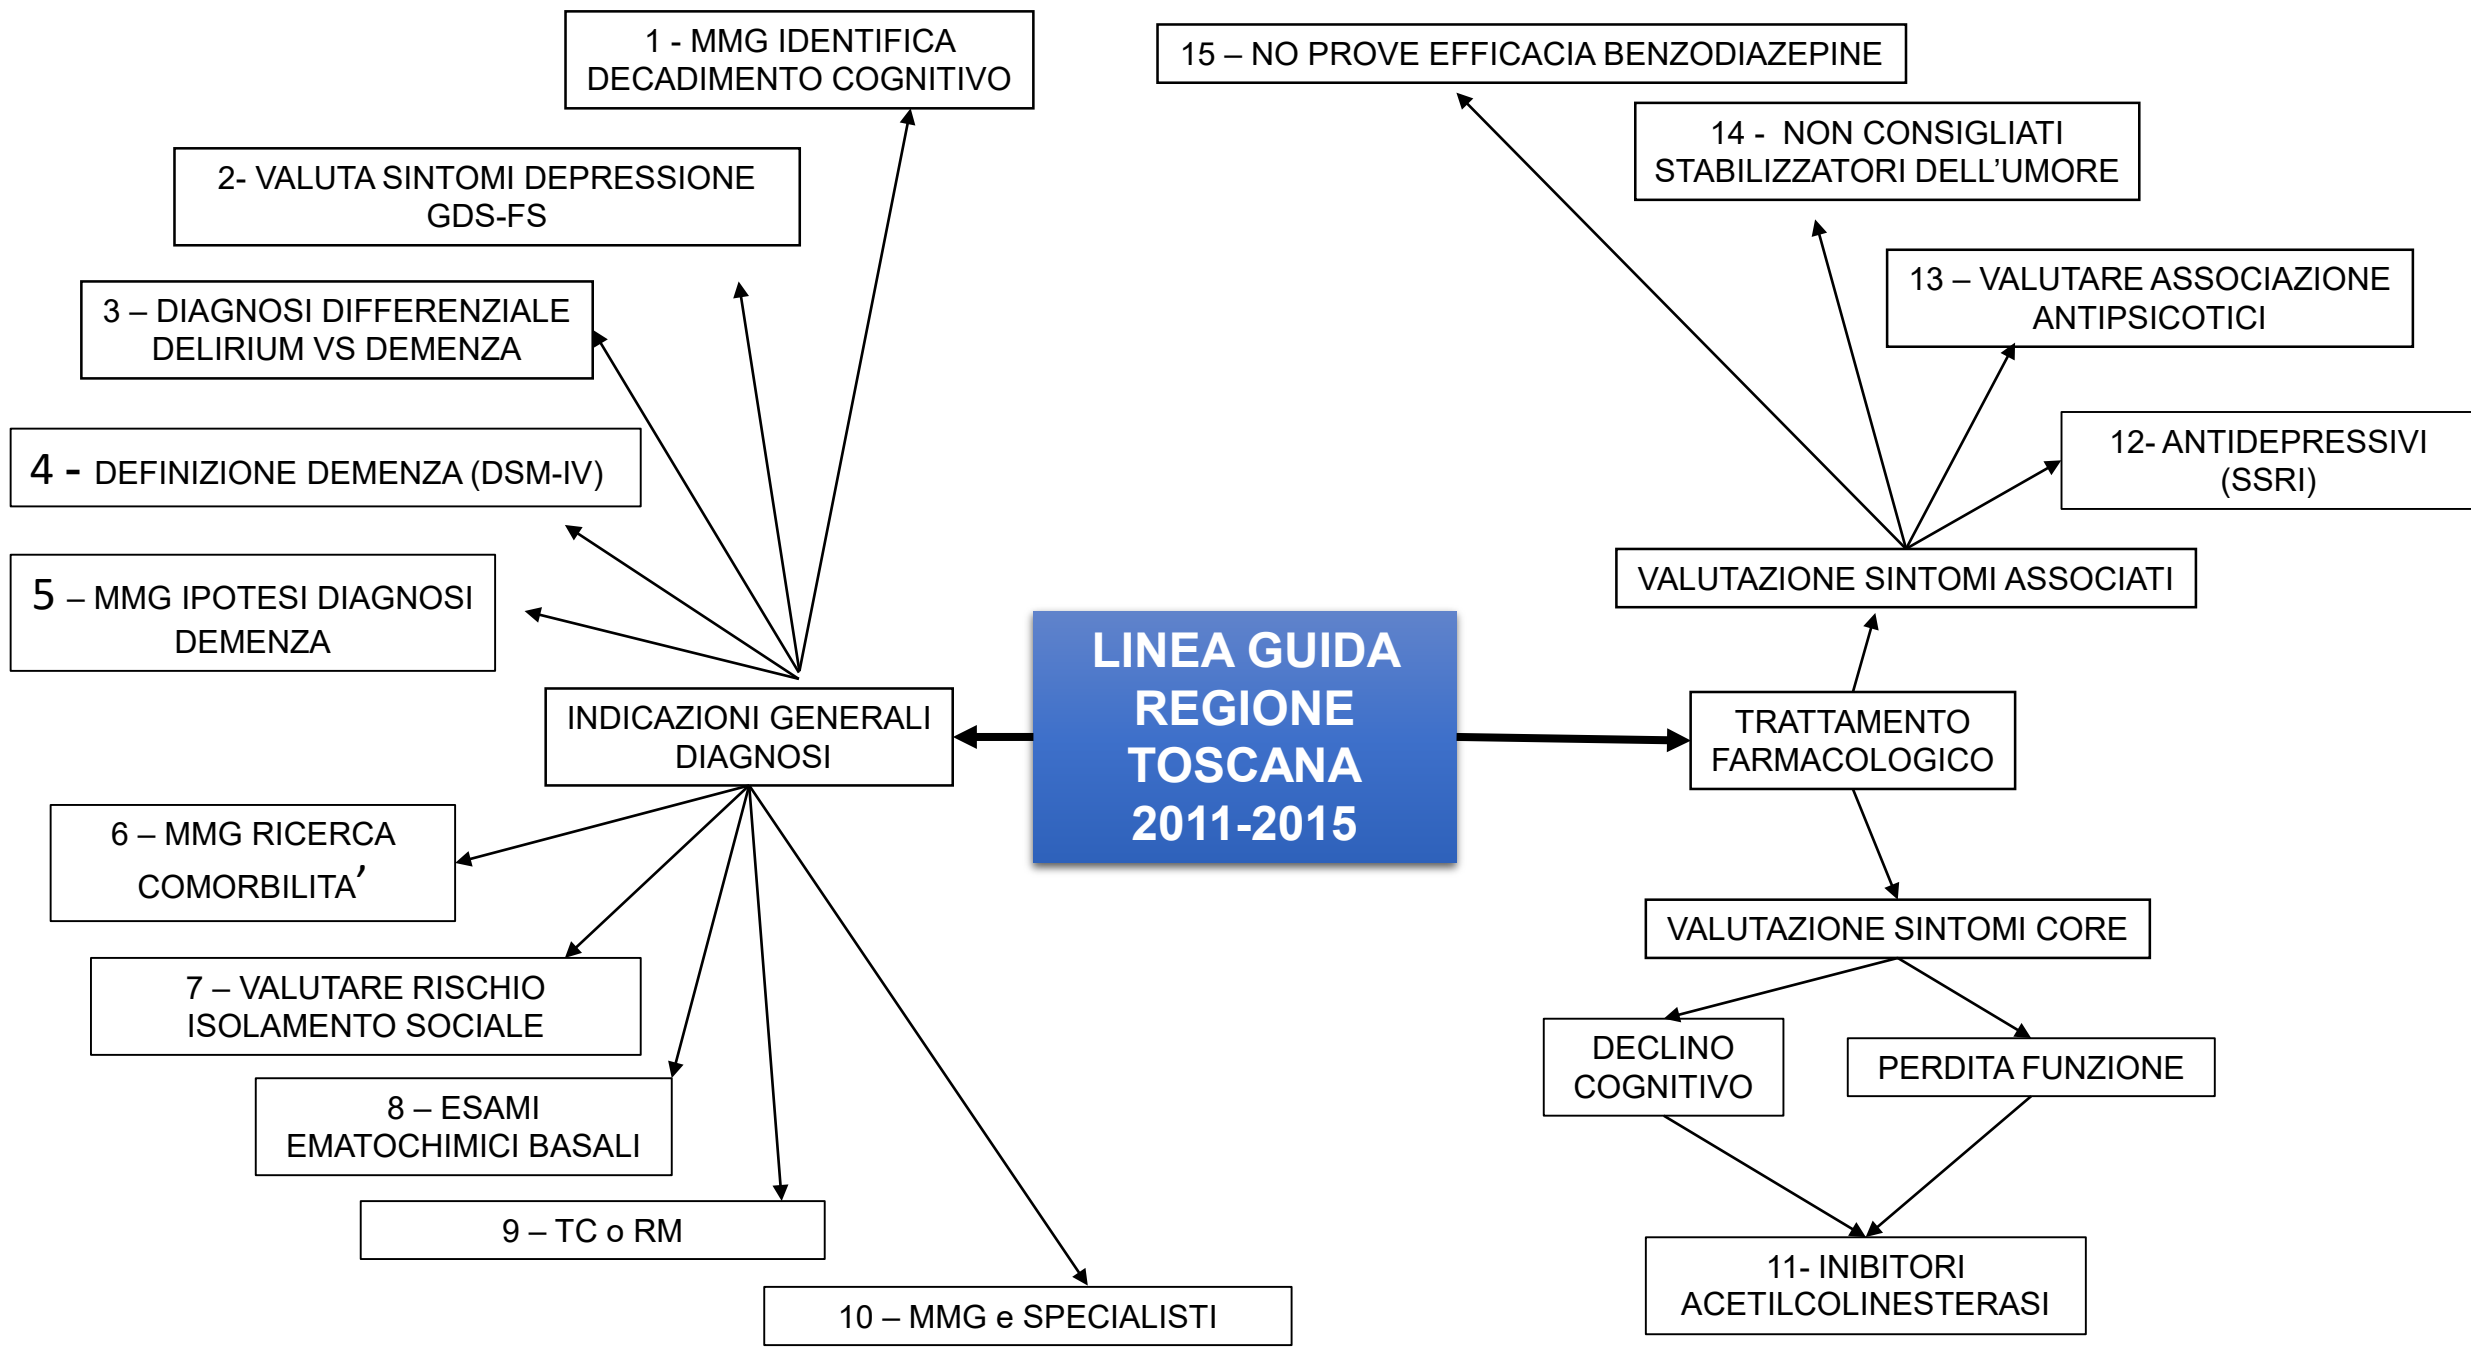 1 - MMG IDENTIFICA
DECADIMENTO COGNITIVO
2- VALUTA SINTOMI DEPRESSIONE
GDS-FS
3 – DIAGNOSI DIFFERENZIALE
DELIRIUM VS DEMENZA
4 - DEFINIZIONE DEMENZA (DSM-IV)
5 – MMG IPOTESI DIAGNOSI
DEMENZA
INDICAZIONI GENERALI
DIAGNOSI
6 – MMG RICERCA
COMORBILITA’
7 – VALUTARE RISCHIO
ISOLAMENTO SOCIALE
8 – ESAMI
EMATOCHIMICI BASALI
9 – TC o RM
10 – MMG e SPECIALISTI
LINEA GUIDA
REGIONE
TOSCANA
2011-2015
15 – NO PROVE EFFICACIA BENZODIAZEPINE
14 - NON CONSIGLIATI
STABILIZZATORI DELL’UMORE
13 – VALUTARE ASSOCIAZIONE
ANTIPSICOTICI
12- ANTIDEPRESSIVI
(SSRI)
VALUTAZIONE SINTOMI ASSOCIATI
TRATTAMENTO
FARMACOLOGICO
VALUTAZIONE SINTOMI CORE
DECLINO
COGNITIVO
PERDITA FUNZIONE
11- INIBITORI
ACETILCOLINESTERASI